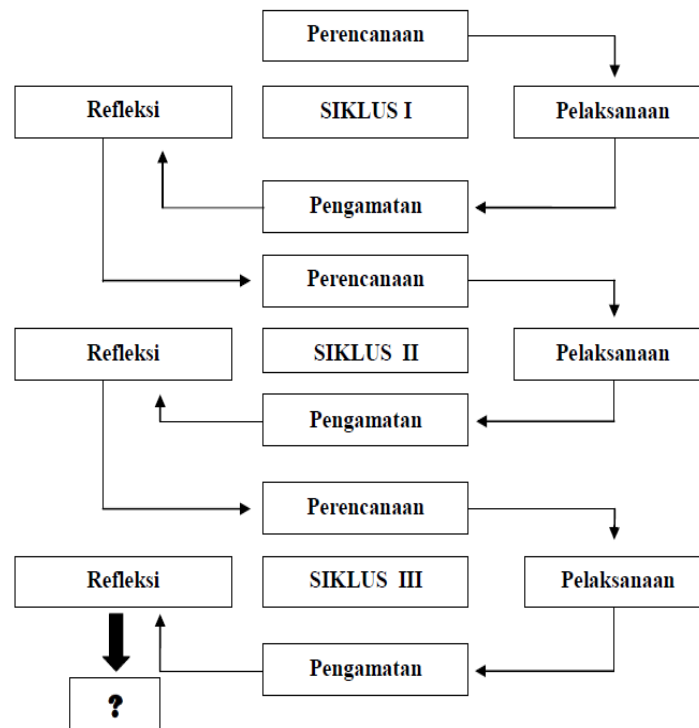 Perencanaan
Refleksi
SIKLUS I
Pelaksanaan
Pengamatan
Perencanaan
Refleksi
SIKLUS II
Pelaksanaan
Pengamatan
Perencanaan
Refleksi
SIKLUS III
Pelaksanaan
Pengamatan
?